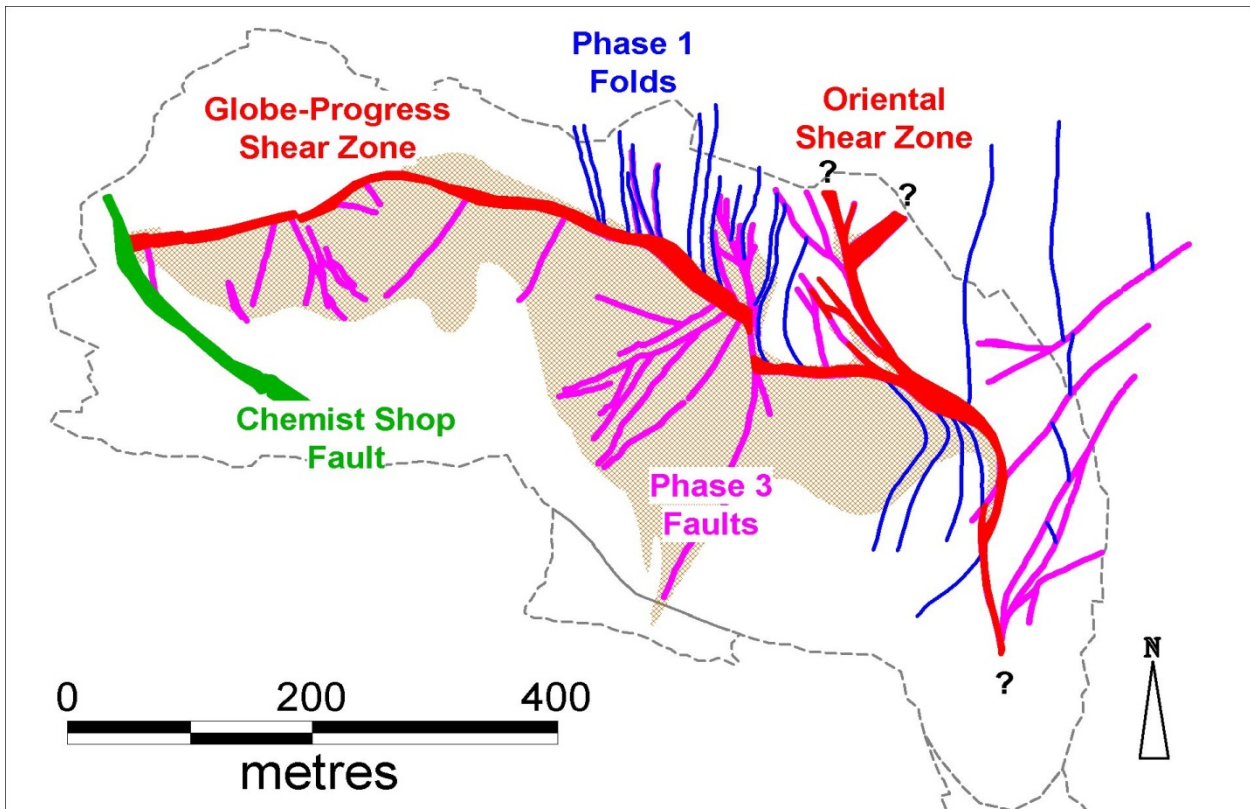 Phase 1
Folds
Globe-Progress
Shear Zone
Oriental
Shear Zone
?
?
Chemist Shop
Fault
Phase 3
Faults
?
N
0 200 400
metres